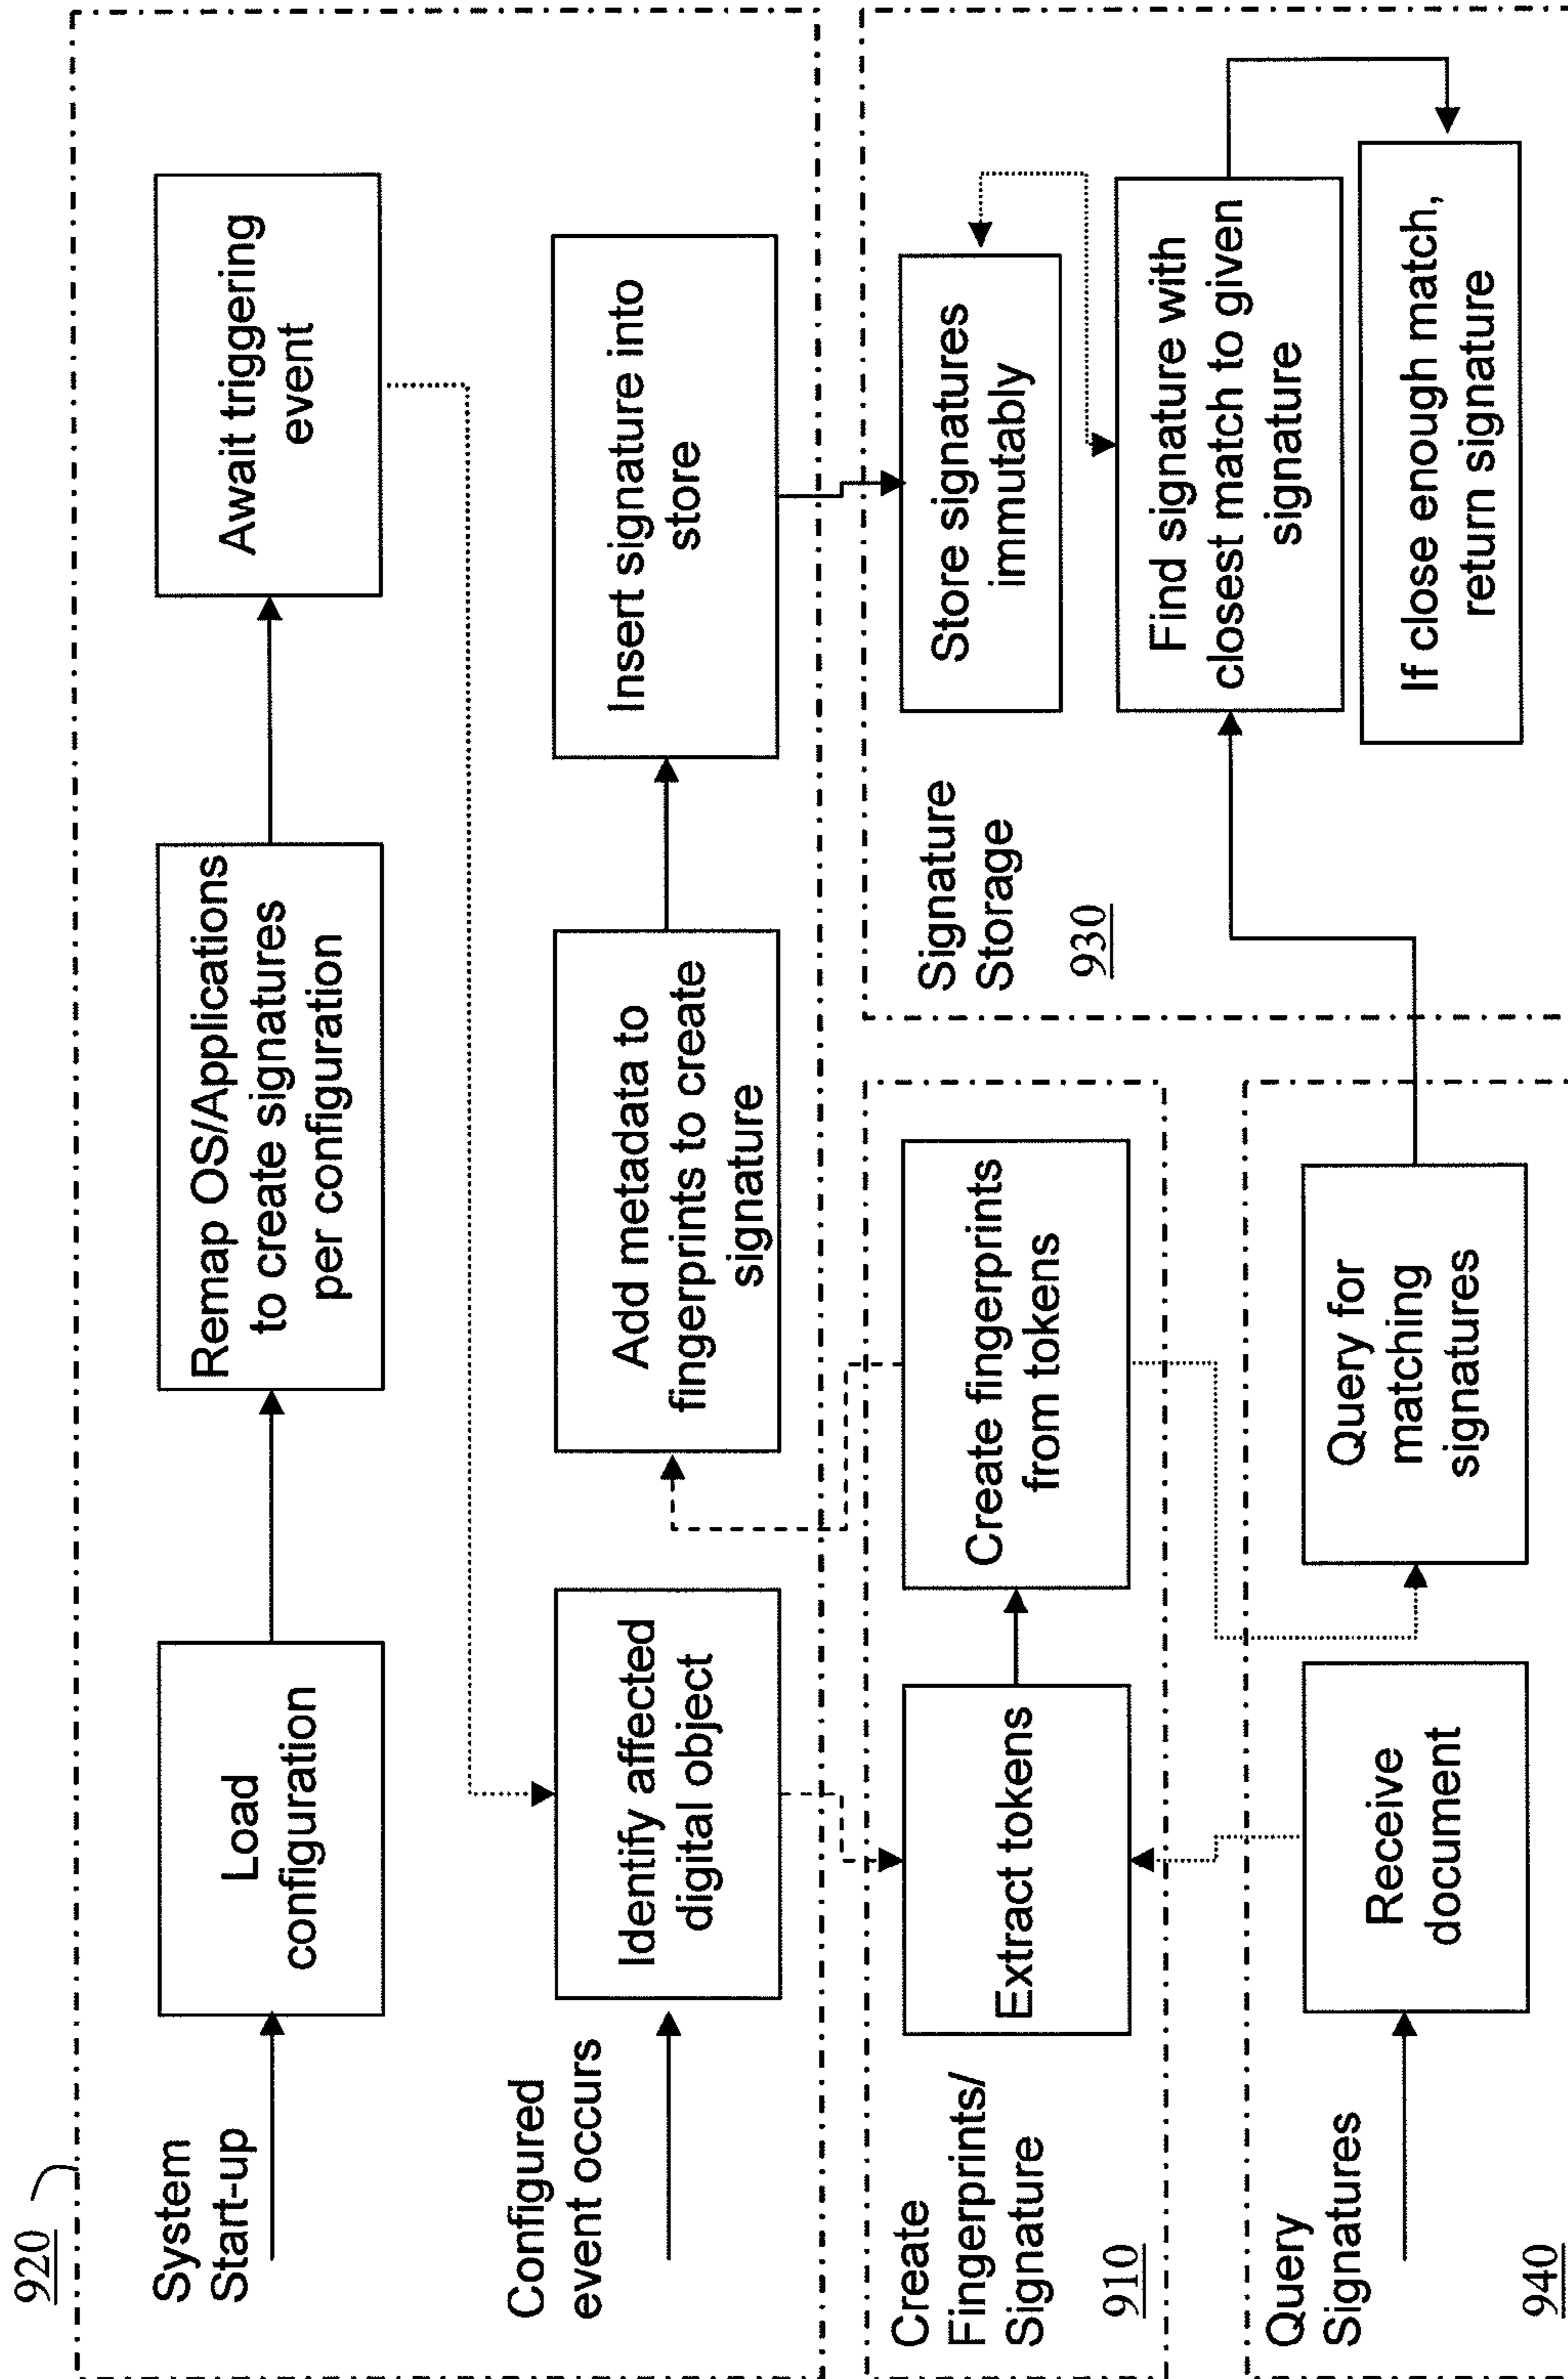 920
System
Start-up
Load
configuration
Remap OS/Applications
to create signatures
per configuration
Await triggering
event
Configured
event occurs
Identify affected
digital object
Add metadata to
fingerprints to create
signature
Insert signature into
store
Create
Fingerprints/
Signature
910
Extract tokens
Create fingerprints
from tokens
Signature
Storage
930
Store signatures
immutably
Find signature with
closest match to given
signature
If close enough match,
return signature
Query
Signatures
940
Receive
document
Query for
matching
signatures